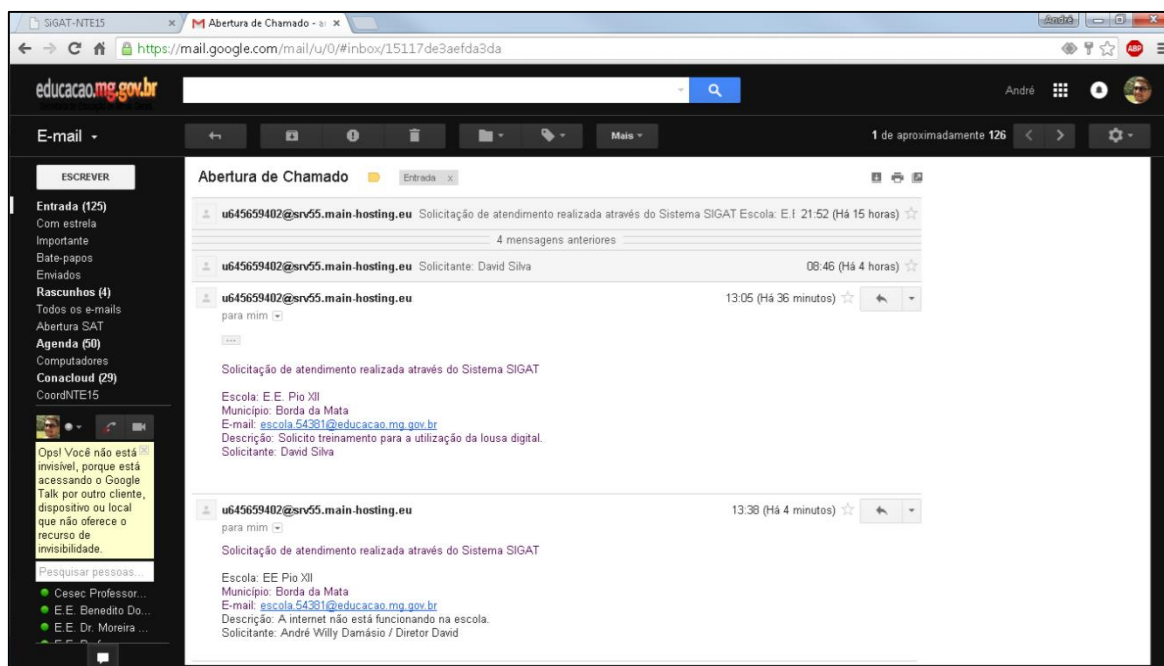 SiGAT-NTE15
Abertura de Chamado - a
André
https://mail.google.com/mail/u/0/#inbox/15117de3aefda3da
ABP
educacao.mg.gov.br
André
E-mail
Mais
1 de aproximadamente 126
ESCREVER
Entrada (125)
Com estrela
Importante
Bate-papos
Enviados
Rascunhos (4)
Todos os e-mails
Abertura SAT
Agenda (50)
Computadores
Conacloud (29)
CoordNTE15
Ops! Você não está
invisível, porque está
acessando o Google
Talk por outro cliente,
dispositivo ou local
que não oferece o
recurso de
invisibilidade.
Pesquisar pessoas...
Cesec Professor...
E.E. Benedito Do...
E.E. Dr. Moreira ...
Abertura de Chamado
Entrada x
u645659402@srv55.main-hosting.eu Solicitação de atendimento realizada através do Sistema SIGAT Escola: E.E 21:52 (Há 15 horas)
4 mensagens anteriores
u645659402@srv55.main-hosting.eu Solicitante: David Silva 08:46 (Há 4 horas)
u645659402@srv55.main-hosting.eu 13:05 (Há 36 minutos)
para mim
Solicitação de atendimento realizada através do Sistema SIGAT
Escola: E.E. Pio XII
Município: Borda da Mata
E-mail: escola.54381@educacao.mg.gov.br
Descrição: Solicito treinamento para a utilização da lousa digital.
Solicitante: David Silva
u645659402@srv55.main-hosting.eu 13:38 (Há 4 minutos)
para mim
Solicitação de atendimento realizada através do Sistema SIGAT
Escola: EE Pio XII
Município: Borda da Mata
E-mail: escola.54381@educacao.mg.gov.br
Descrição: A internet não está funcionando na escola.
Solicitante: André Willy Damásio / Diretor David